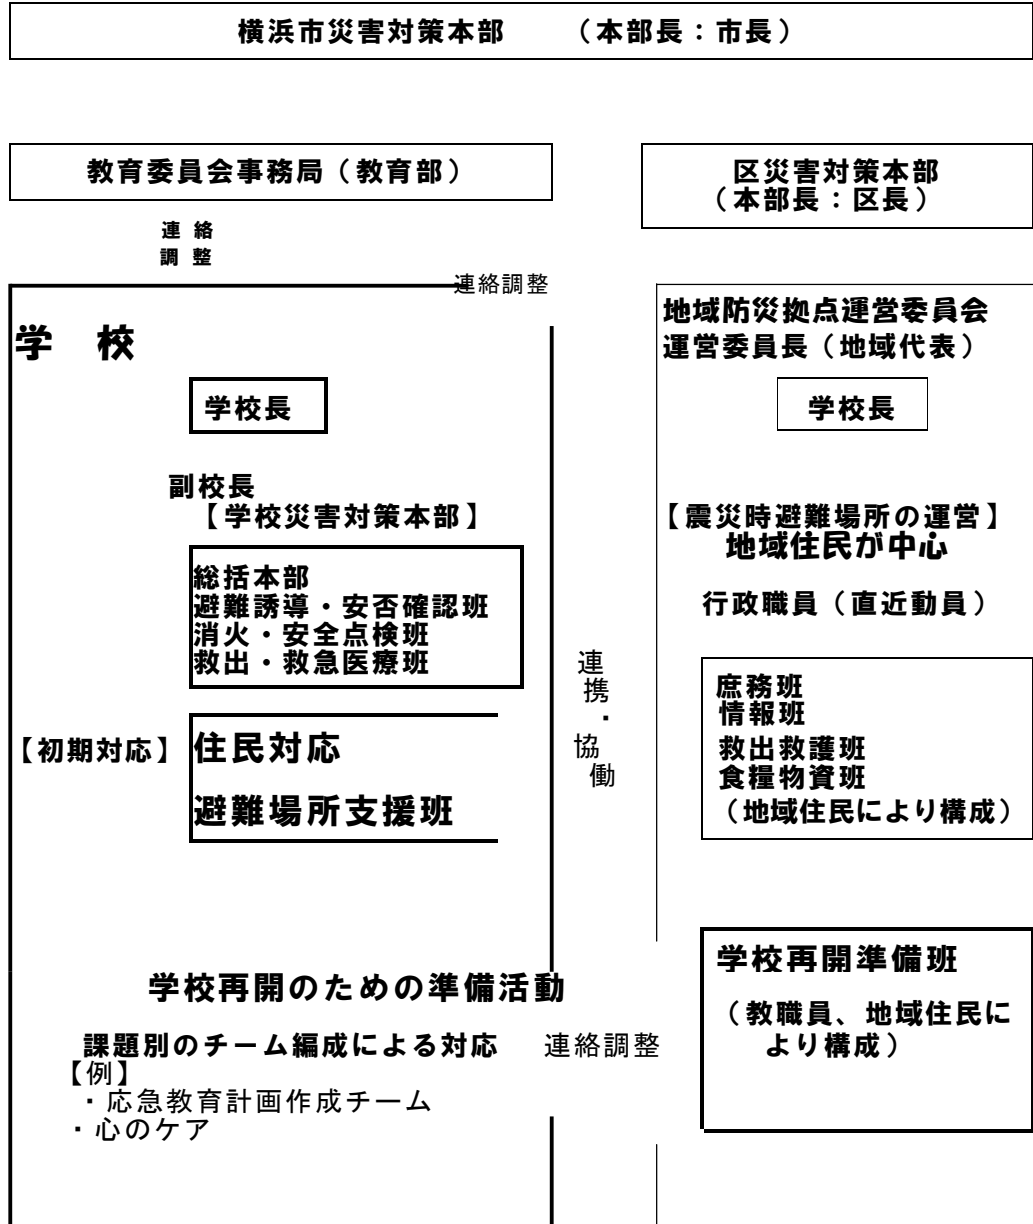 横浜市災害対策本部　（本部長：市長）
教育委員会事務局（教育部）
区災害対策本部
（本部長：区長）
連絡
調整
連絡調整
学　校
学校長
副校長
【学校災害対策本部】
総括本部
避難誘導・安否確認班
消火・安全点検班
救出・救急医療班
【初期対応】
住民対応
避難場所支援班
学校再開のための準備活動
課題別のチーム編成による対応
【例】
・応急教育計画作成チーム
・心のケア
連携・協働
連絡調整
地域防災拠点運営委員会
運営委員長（地域代表）
学校長
【震災時避難場所の運営】
地域住民が中心
行政職員（直近動員）
庶務班
情報班
救出救護班
食糧物資班
（地域住民により構成）
学校再開準備班
（教職員、地域住民に
より構成）